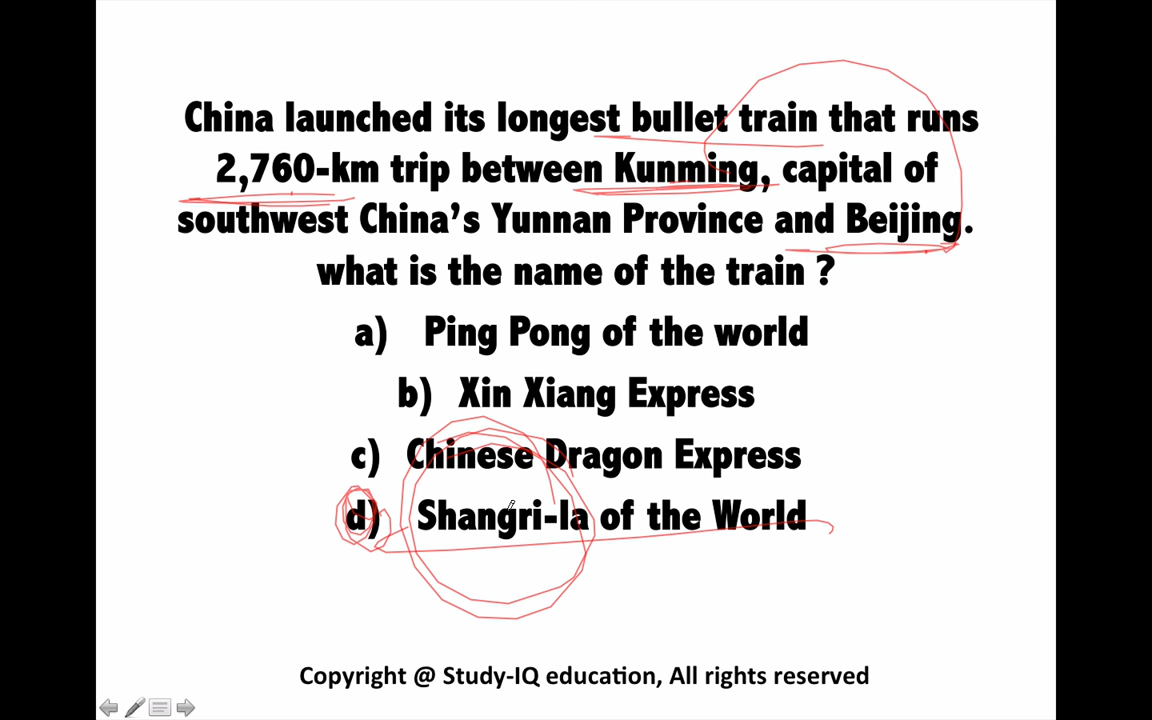 China launched its longest bullet train that runs
2,760-km trip between Kunming, capital of
southwest China's Yunnan Province and Beijing.
what is the name of the train ?
a) Ping Pong of the world
b) Xin Xiang Express
c) Chinese Dragon Express
d) Shangri-la of the World
Copyright @ Study-IQ education, All rights reserved